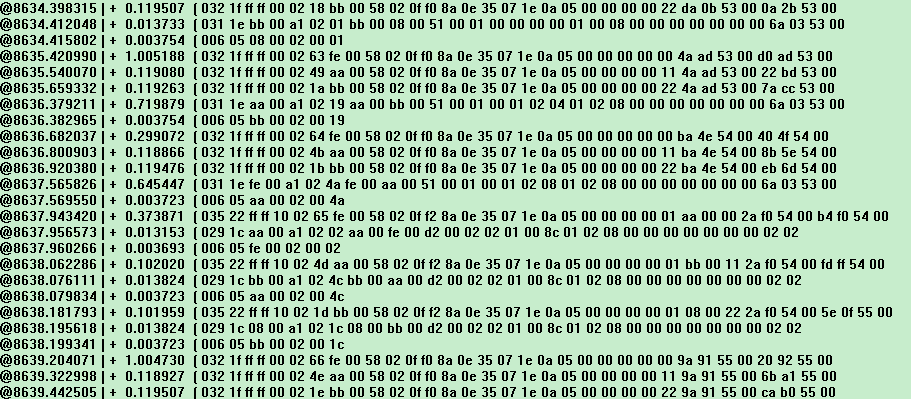 @8634.398315 | + 0.119507 ( 032 1f ff ff 00 02 18 bb 00 58 02 0f f0 8a 0e 35 07 1e 0a 05 00 00 00 00 00 22 da 0b 53 00 0a 2b 53 00
@8634.412048 | + 0.013733 ( 031 1e bb 00 a1 02 01 bb 00 08 00 51 00 01 00 00 00 00 01 00 08 00 00 00 00 00 00 00 6a 03 53 00
@8634.415802 | + 0.003754 ( 006 05 08 00 02 00 01
@8635.420990 | + 1.005188 ( 032 1f ff ff 00 02 63 fe 00 58 02 0f f0 8a 0e 35 07 1e 0a 05 00 00 00 00 00 00 4a ad 53 00 d0 ad 53 00
@8635.540070 | + 0.119080 ( 032 1f ff ff 00 02 49 aa 00 58 02 0f f0 8a 0e 35 07 1e 0a 05 00 00 00 00 00 11 4a ad 53 00 22 bd 53 00
@8635.659332 | + 0.119263 ( 032 1f ff ff 00 02 1a bb 00 58 02 0f f0 8a 0e 35 07 1e 0a 05 00 00 00 00 00 22 4a ad 53 00 7a cc 53 00
@8636.379211 | + 0.719879 ( 031 1e aa 00 a1 02 19 aa 00 bb 00 51 00 01 00 01 02 04 01 02 08 00 00 00 00 00 00 00 6a 03 53 00
@8636.382965 | + 0.003754 ( 006 05 bb 00 02 00 19
@8636.682037 | + 0.299072 ( 032 1f ff ff 00 02 64 fe 00 58 02 0f f0 8a 0e 35 07 1e 0a 05 00 00 00 00 00 00 ba 4e 54 00 40 4f 54 00
@8636.800903 | + 0.118866 ( 032 1f ff ff 00 02 4b aa 00 58 02 0f f0 8a 0e 35 07 1e 0a 05 00 00 00 00 00 11 ba 4e 54 00 8b 5e 54 00
@8636.920380 | + 0.119476 ( 032 1f ff ff 00 02 1b bb 00 58 02 0f f0 8a 0e 35 07 1e 0a 05 00 00 00 00 00 22 ba 4e 54 00 eb 6d 54 00
@8637.565826 | + 0.645447 ( 031 1e fe 00 a1 02 4a fe 00 aa 00 51 00 01 00 01 02 08 01 02 08 00 00 00 00 00 00 00 6a 03 53 00
@8637.569550 | + 0.003723 ( 006 05 aa 00 02 00 4a
@8637.943420 | + 0.373871 ( 035 22 ff ff 10 02 65 fe 00 58 02 0f f2 8a 0e 35 07 1e 0a 05 00 00 00 00 00 01 aa 00 00 2a f0 54 00 b4 f0 54 00
@8637.956573 | + 0.013153 ( 029 1c aa 00 a1 02 02 aa 00 fe 00 d2 00 02 02 01 00 8c 01 02 08 00 00 00 00 00 00 00 02 02
@8637.960266 | + 0.003693 ( 006 05 fe 00 02 00 02
@8638.062286 | + 0.102020 ( 035 22 ff ff 10 02 4d aa 00 58 02 0f f2 8a 0e 35 07 1e 0a 05 00 00 00 00 00 01 bb 00 11 2a f0 54 00 fd ff 54 00
@8638.076111 | + 0.013824 ( 029 1c bb 00 a1 02 4c bb 00 aa 00 d2 00 02 02 01 00 8c 01 02 08 00 00 00 00 00 00 00 02 02
@8638.079834 | + 0.003723 ( 006 05 aa 00 02 00 4c
@8638.181793 | + 0.101959 ( 035 22 ff ff 10 02 1d bb 00 58 02 0f f2 8a 0e 35 07 1e 0a 05 00 00 00 00 00 01 08 00 22 2a f0 54 00 5e 0f 55 00
@8638.195618 | + 0.013824 ( 029 1c 08 00 a1 02 1c 08 00 bb 00 d2 00 02 02 01 00 8c 01 02 08 00 00 00 00 00 00 00 02 02
@8638.199341 | + 0.003723 ( 006 05 bb 00 02 00 1c
@8639.204071 | + 1.004730 ( 032 1f ff ff 00 02 66 fe 00 58 02 0f f0 8a 0e 35 07 1e 0a 05 00 00 00 00 00 00 9a 91 55 00 20 92 55 00
@8639.322998 | + 0.118927 ( 032 1f ff ff 00 02 4e aa 00 58 02 0f f0 8a 0e 35 07 1e 0a 05 00 00 00 00 00 11 9a 91 55 00 6b a1 55 00
@8639.442505 | + 0.119507 ( 032 1f ff ff 00 02 1e bb 00 58 02 0f f0 8a 0e 35 07 1e 0a 05 00 00 00 00 00 22 9a 91 55 00 ca b0 55 00